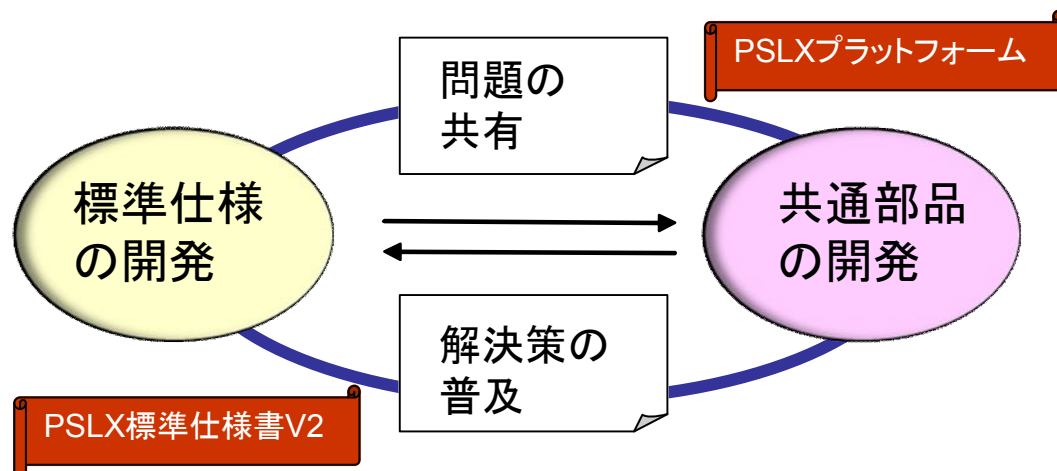 PSLXプラットフォーム
問題の
共有
標準仕様
の開発
共通部品
の開発
解決策の
普及
PSLX標準仕様書V2